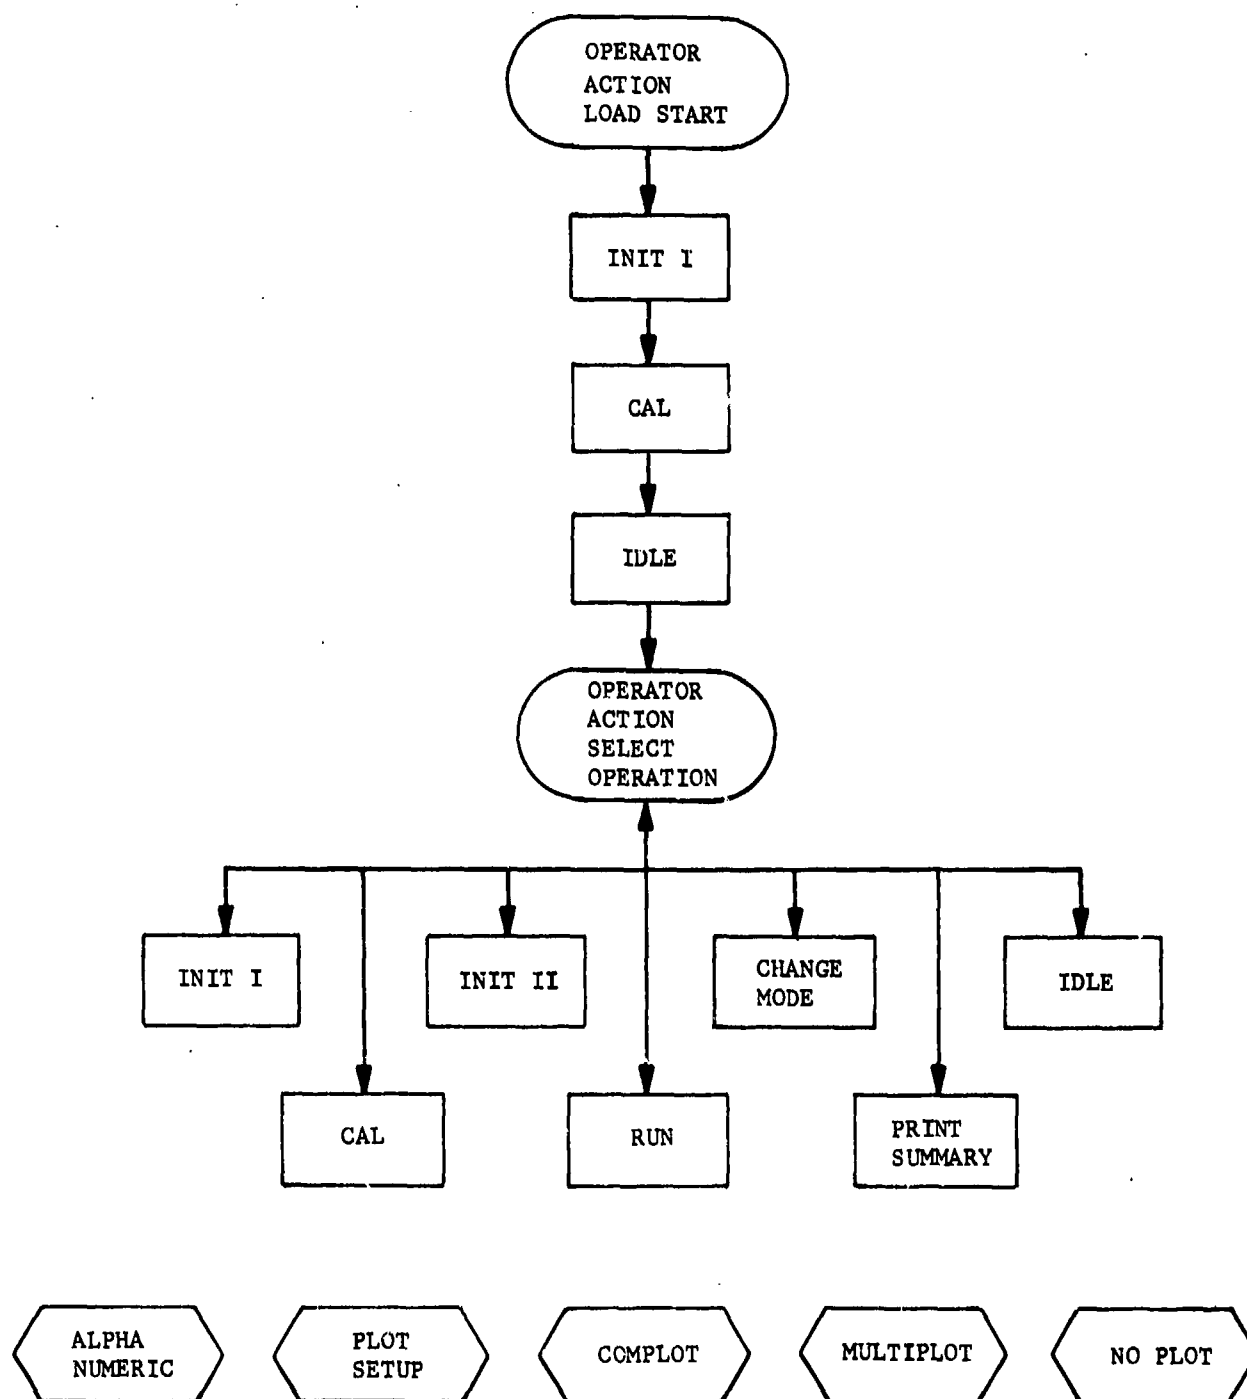 OPERATOR
ACTION
LOAD START
INIT I
CAL
IDLE
OPERATOR
ACTION
SELECT
OPERATION
INIT I
INIT II
CHANGE
MODE
IDLE
CAL
RUN
PRINT
SUMMARY
ALPHA
NUMERIC
PLOT
SETUP
COMPLOT
MULTIPLOT
NO PLOT